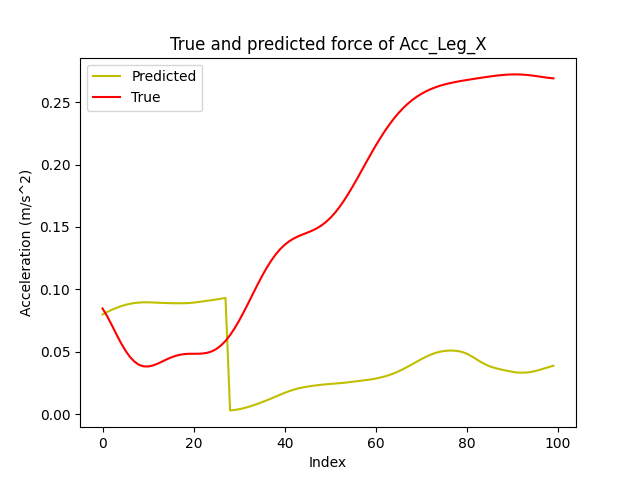 True and predicted force of Acc_Leg_X
Predicted
True
Acceleration (m/s^2)
0.25
0.20
0.15
0.10
0.05
0.00
0 20 40 60 80 100
Index